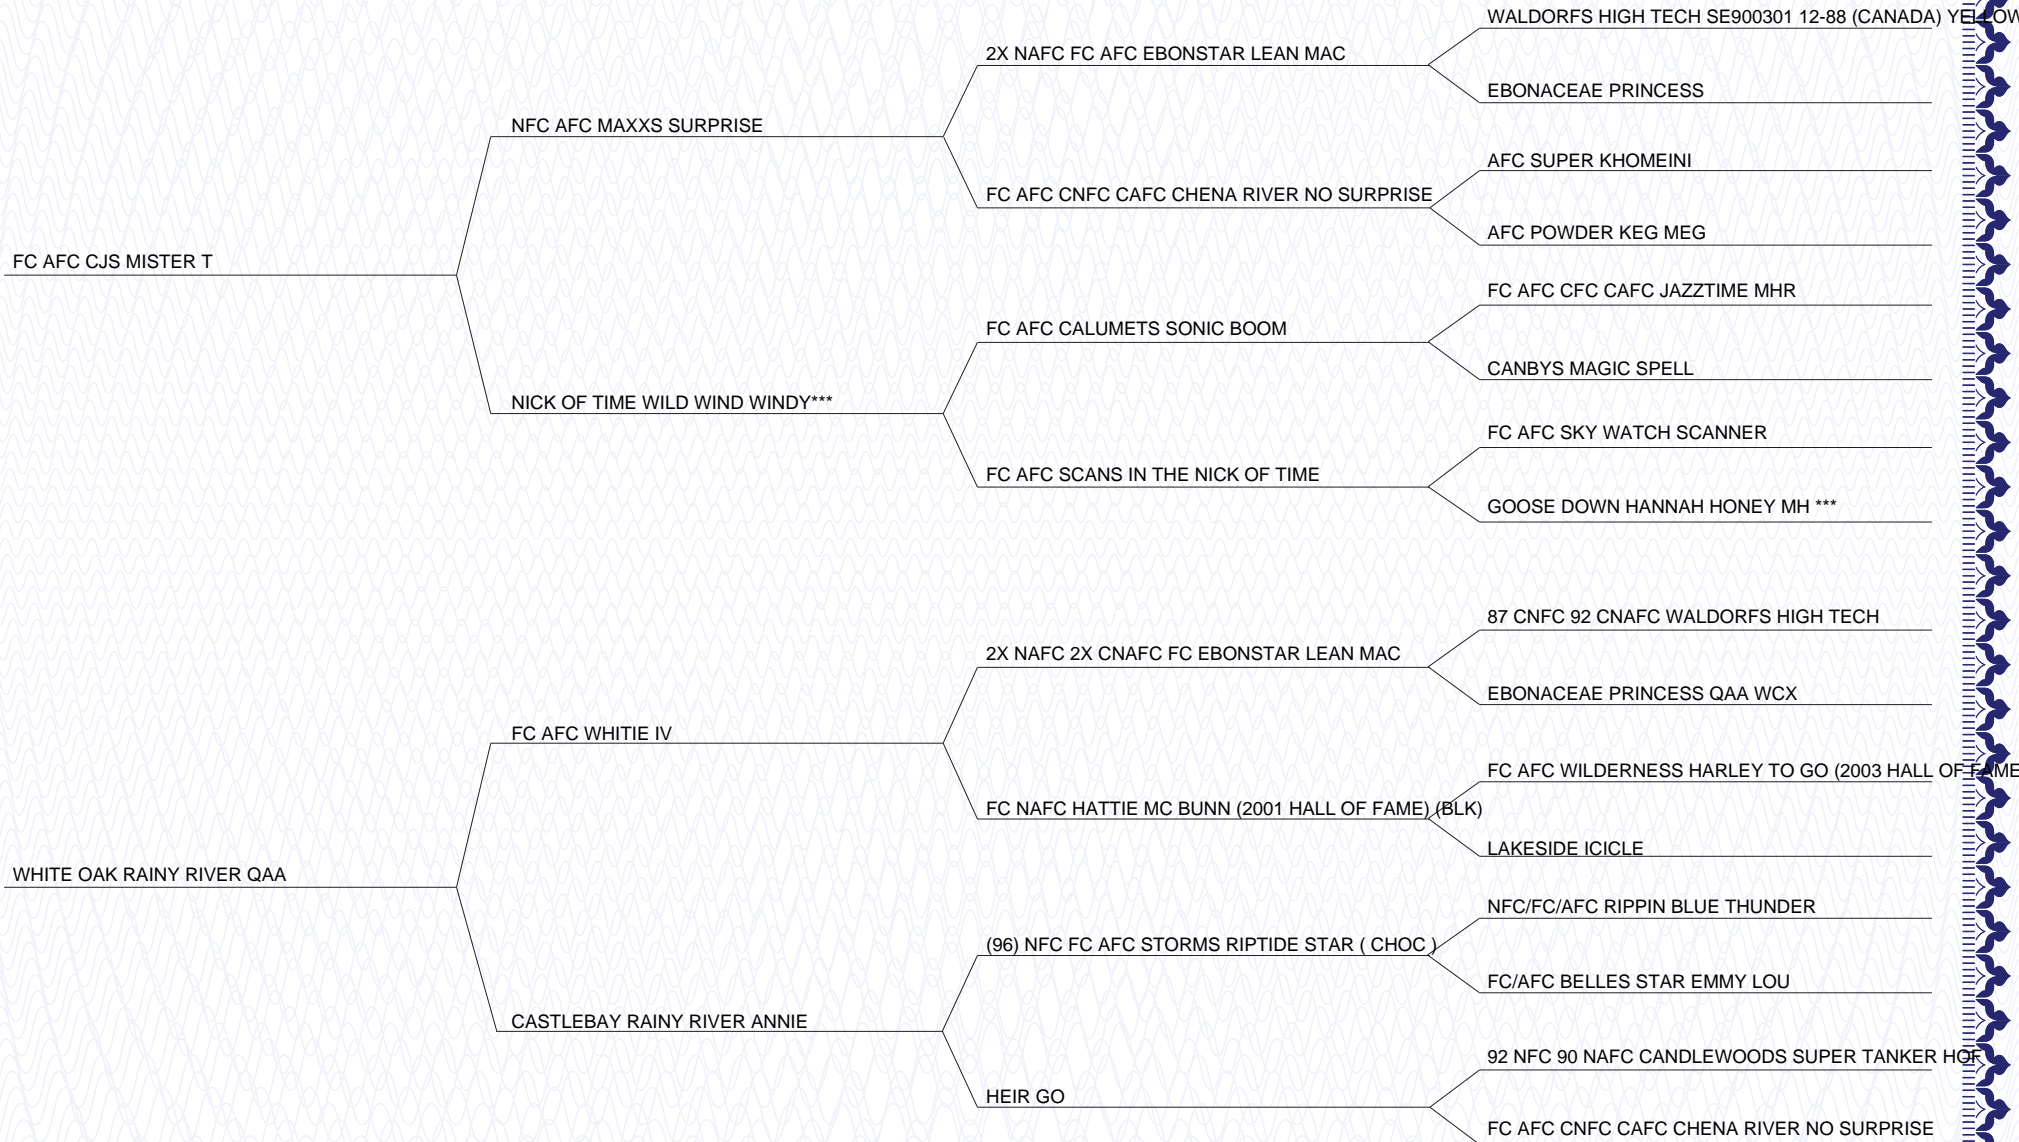 WALDORFS HIGH TECH SE900301 12-88 (CANADA) YELLOW
2X NAFC FC AFC EBONSTAR LEAN MAC
EBONACEAE PRINCESS
NFC AFC MAXXS SURPRISE
AFC SUPER KHOMEINI
FC AFC CNFC CAFC CHENA RIVER NO SURPRISE
AFC POWDER KEG MEG
FC AFC CJS MISTER T
FC AFC CFC CAFC JAZZTIME MHR
FC AFC CALUMETS SONIC BOOM
CANBYS MAGIC SPELL
NICK OF TIME WILD WIND WINDY***
FC AFC SKY WATCH SCANNER
FC AFC SCANS IN THE NICK OF TIME
GOOSE DOWN HANNAH HONEY MH ***
87 CNFC 92 CNAFC WALDORFS HIGH TECH
2X NAFC 2X CNAFC FC EBONSTAR LEAN MAC
EBONACEAE PRINCESS QAA WCX
FC AFC WHITIE IV
FC AFC WILDERNESS HARLEY TO GO (2003 HALL OF FAME
FC NAFC HATTIE MC BUNN (2001 HALL OF FAME) (BLK)
LAKESIDE ICICLE
WHITE OAK RAINY RIVER QAA
NFC/FC/AFC RIPPIN BLUE THUNDER
(96) NFC FC AFC STORMS RIPTIDE STAR ( CHOC )
FC/AFC BELLES STAR EMMY LOU
CASTLEBAY RAINY RIVER ANNIE
92 NFC 90 NAFC CANDLEWOODS SUPER TANKER HOF
HEIR GO
FC AFC CNFC CAFC CHENA RIVER NO SURPRISE